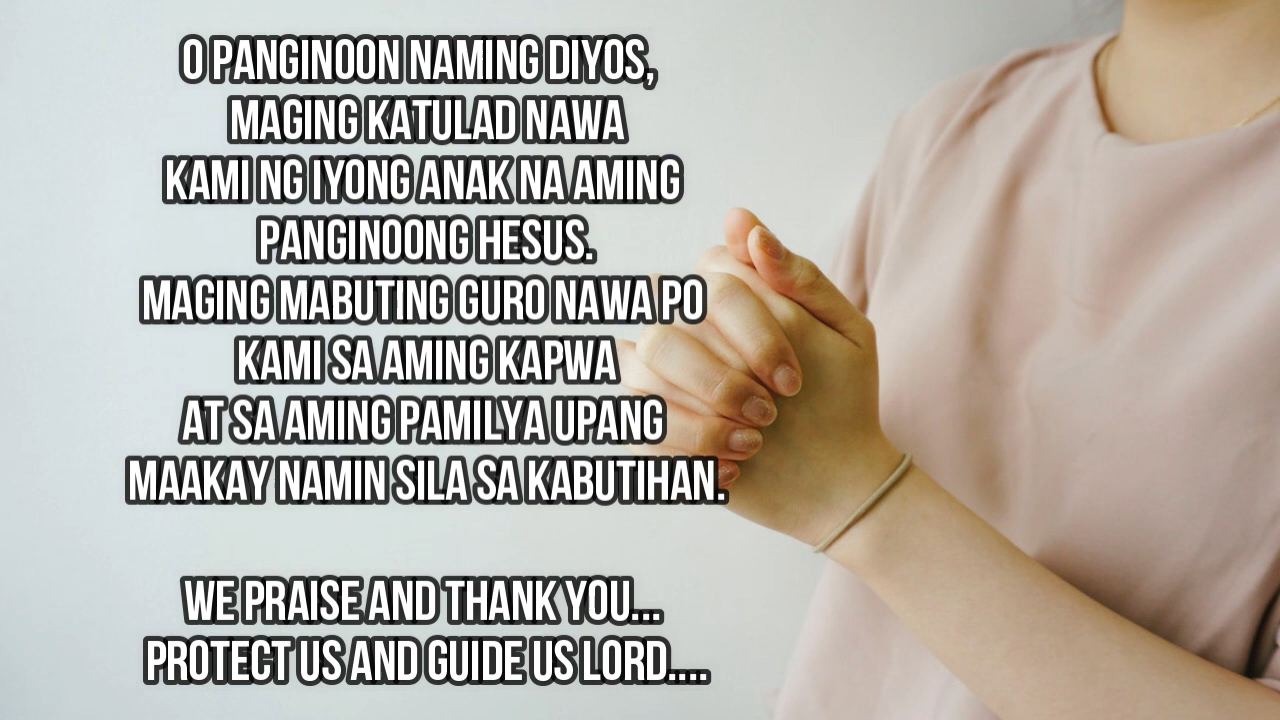 O PANGINOON NAMING DIYOS,
MAGING KATULAD NAWA
KAMI NG IYONG ANAK NA AMING
PANGINOONG HESUS.
MAGING MABUTING GURO NAWA PO
KAMI SA AMING KAPWA
AT SA AMING PAMILYA UPANG
MAAKAY NAMIN SILA SA KABUTIHAN.
WE PRAISE AND THANK YOU...
PROTECT US AND GUIDE US LORD....